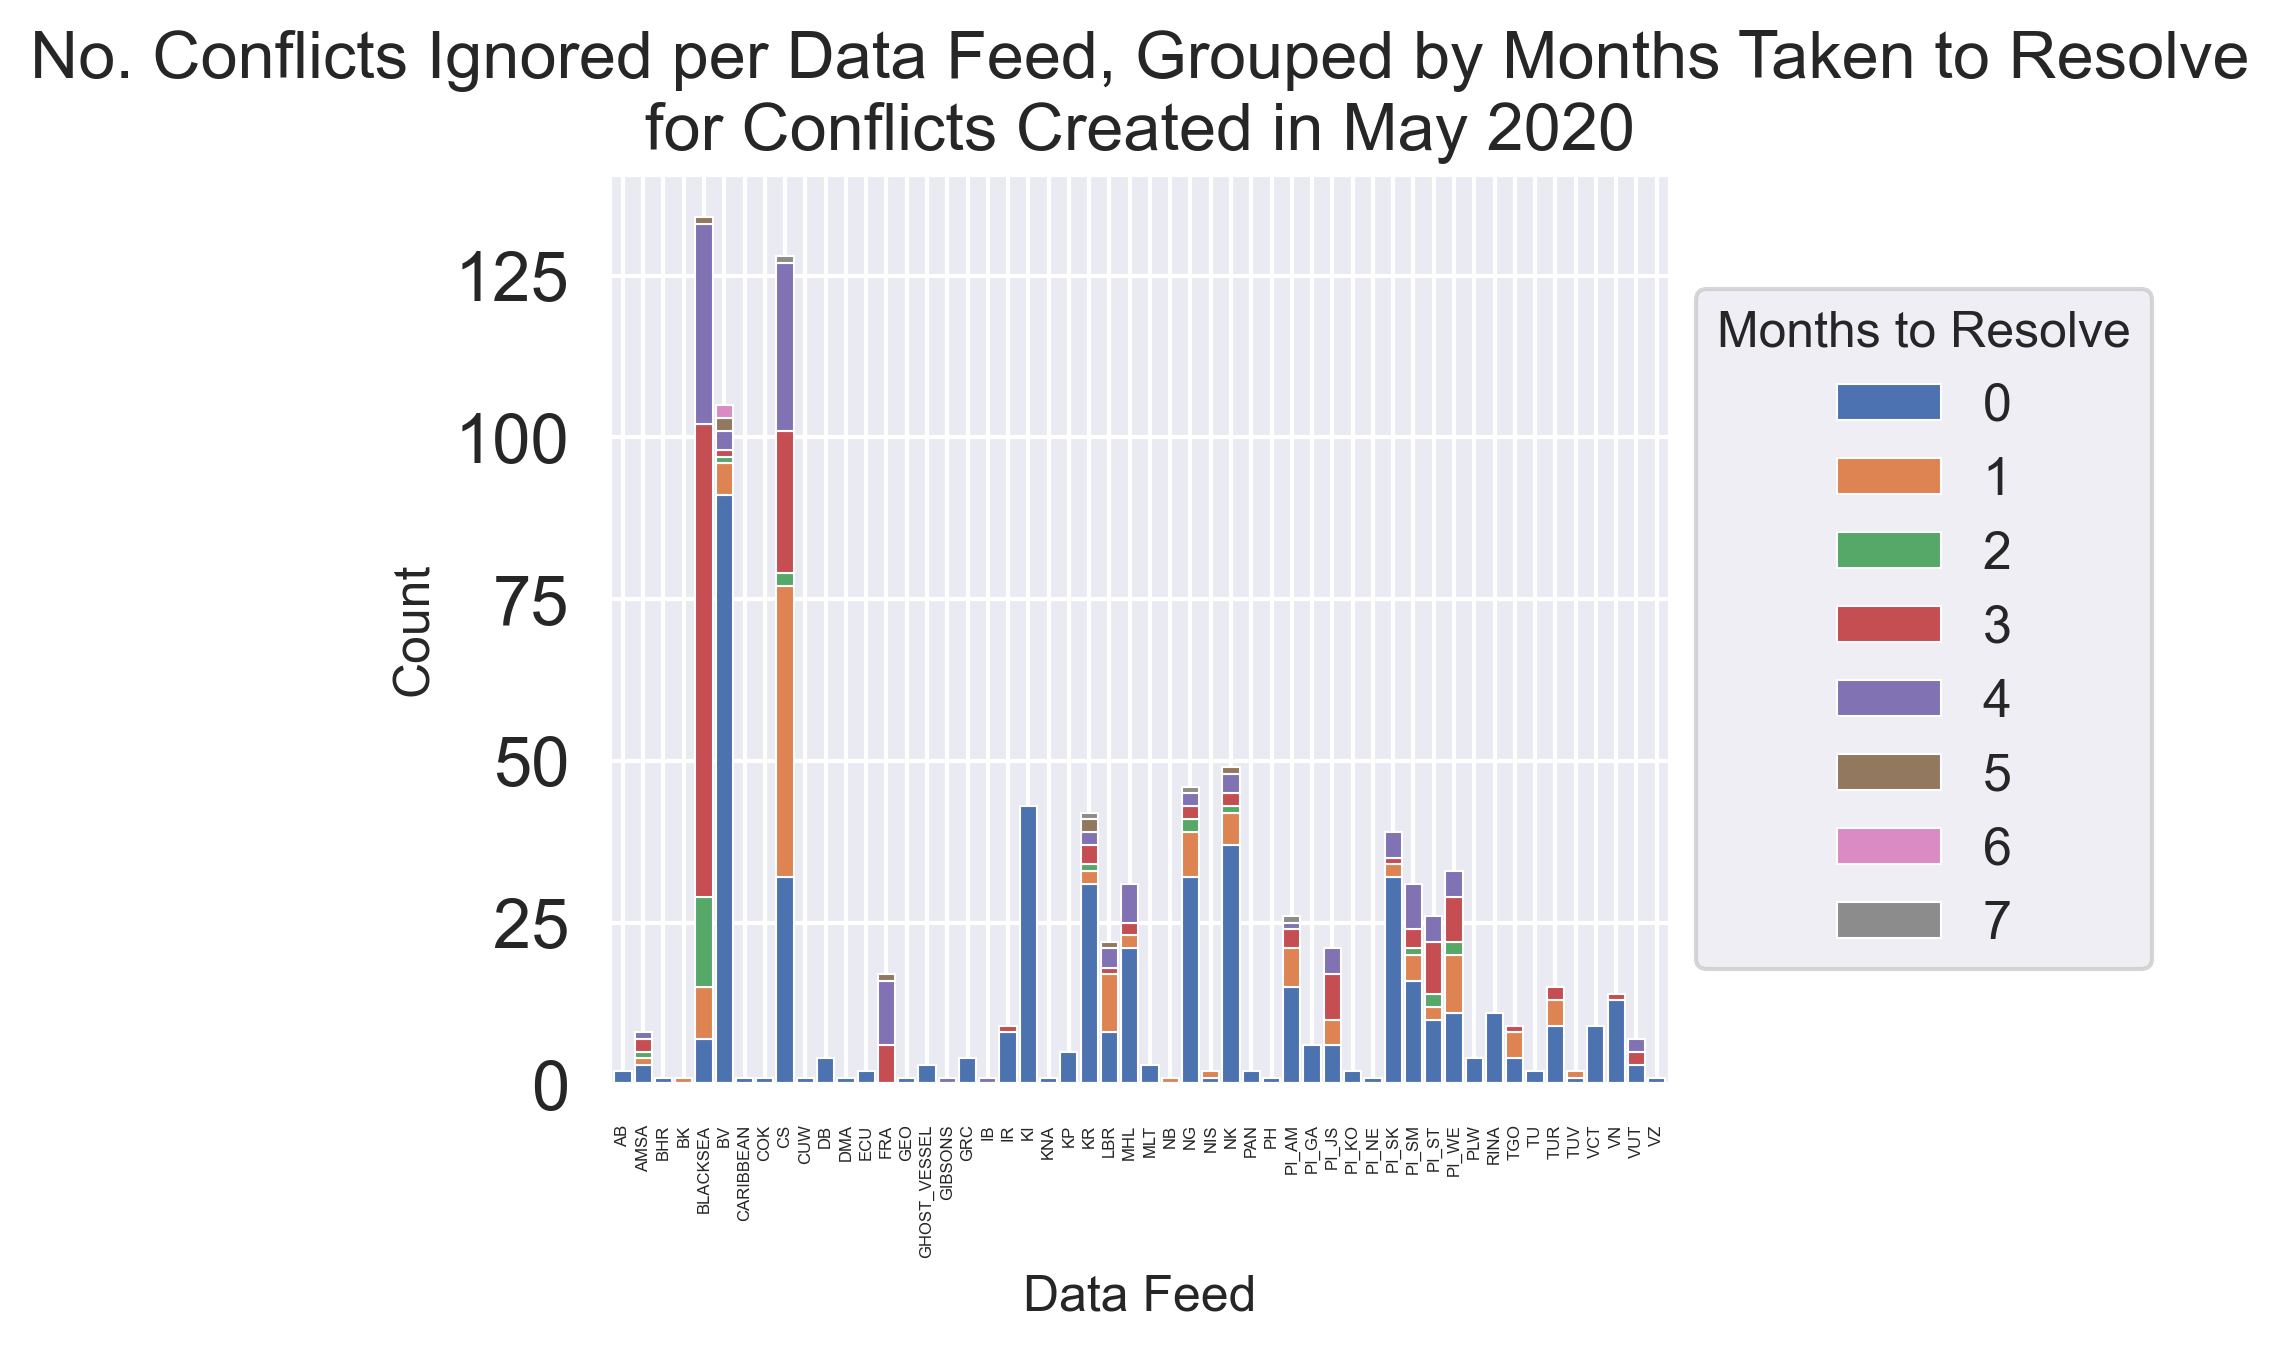 No. Conflicts Ignored per Data Feed, Grouped by Months Taken to Resolve
for Conflicts Created in May 2020
125
100
75
50
25
0
Count
Months to Resolve
0
1
2
3
4
5
6
7
AB
AMSA
BHR
BK
BLACKSEA
BV
CARIBBEAN
COK
CS
CUW
DB
DMA
ECU
FRA
GEO
GHOST_VESSEL
GIBSONS
GRC
IB
IR
KI
KNA
KP
KR
LBR
MHL
MLT
NB
NG
NIS
NK
PAN
PH
PI_AM
PI_GA
PI_JS
PI_KO
PI_NE
PI_SK
PI_SM
PI_ST
PI_WE
PLW
RINA
TGO
TU
TUR
TUV
VCT
VN
VUT
VZ
Data Feed